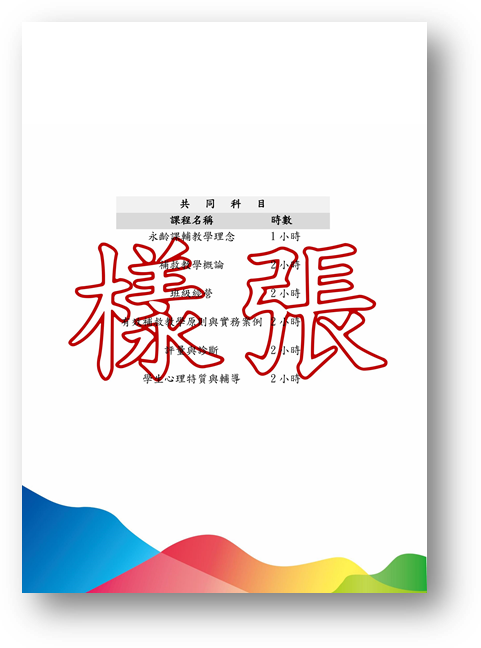 共 同 科 目
課程名稱 時數
永齡課輔教學理念 1 小時
補救教學概論 2 小時
班級經營 2 小時
有效補救教學原則與實務案例 2 小時
評量與診斷 2 小時
學生心理特質與輔導 2 小時
樣張